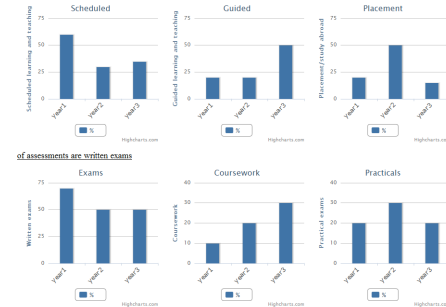 Scheduled
Guided
Placement
Scheduled learning and teaching
75
50
25
0
year1
year2
year3
%
Highcharts.com
Guided learning and teaching
75
50
25
0
year1
year2
year3
%
Highcharts.com
Placement/study abroad
75
50
25
0
year1
year2
year3
%
Highcharts.com
of assessments are written exams
Exams
Coursework
Practicals
Written exams
75
50
25
0
year1
year2
year3
%
Highcharts.com
Coursework
40
30
20
10
0
year1
year2
year3
%
Highcharts.com
Practical exams
40
30
20
10
0
year1
year2
year3
%
Highcharts.com